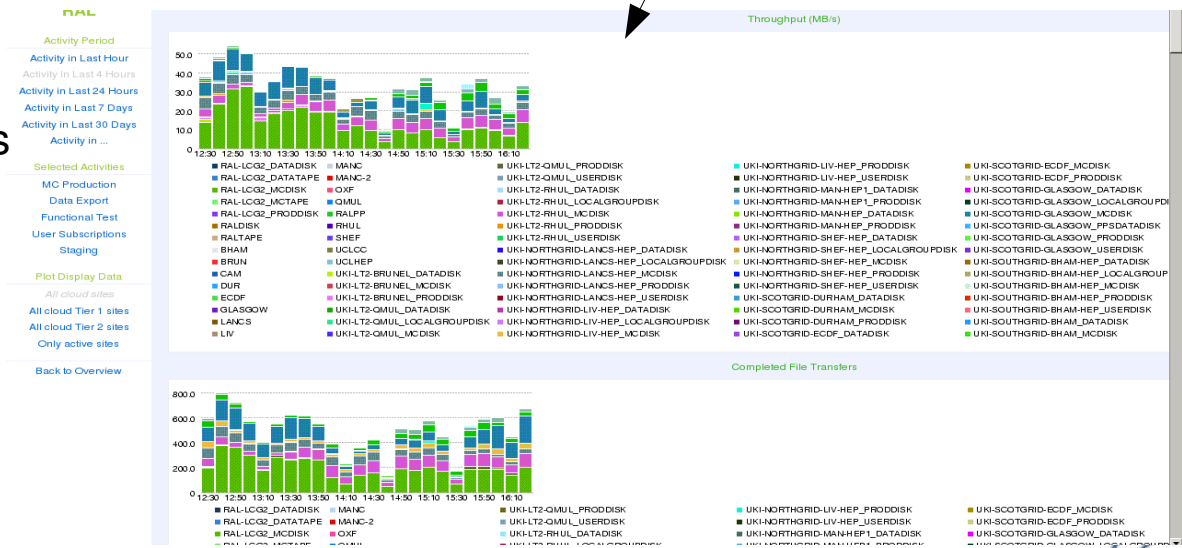 RAL
Activity Period
Activity in Last Hour
Activity in Last 4 Hours
Activity in Last 24 Hours
Activity in Last 7 Days
Activity in Last 30 Days
Activity in ...
s
Selected Activities
MC Production
Data Export
Functional Test
User Subscriptions
Staging
Plot Display Data
All cloud sites
All cloud Tier 1 sites
All cloud Tier 2 sites
Only active sites
Back to Overview
Throughput (MB/s)
50.0
40.0
30.0
20.0
10.0
0
12:30 12:50 13:10 13:30 13:50 14:10 14:30 14:50 15:10 15:30 15:50 16:10
RAL-LCG2_DATADISK MANC UKI-LT2-QMUL_PRODDISK UKI-NORTHGRID-LIV-HEP_PRODDISK UKI-SCOTGRID-ECDF_MCDISK
RAL-LCG2_DATATAPE MANC-2 UKI-LT2-QMUL_USERDISK UKI-NORTHGRID-LIV-HEP_USERDISK UKI-SCOTGRID-ECDF_PRODDISK
RAL-LCG2_MCDISK OXF UKI-LT2-RHUL_DATADISK UKI-NORTHGRID-MAN-HEP1_DATADISK UKI-SCOTGRID-GLASGOW_DATADISK
RAL-LCG2_MCTAPE QMUL UKI-LT2-RHUL_LOCALGROUPDISK UKI-NORTHGRID-MAN-HEP1_PRODDISK UKI-SCOTGRID-GLASGOW_LOCALGROUPDI
RAL-LCG2_PRODDISK RALPP UKI-LT2-RHUL_MCDISK UKI-NORTHGRID-MAN-HEP_DATADISK UKI-SCOTGRID-GLASGOW_MCDISK
RALDISK RHUL UKI-LT2-RHUL_PRODDISK UKI-NORTHGRID-MAN-HEP_PRODDISK UKI-SCOTGRID-GLASGOW_PPSDATADISK
RALTAPE SHEF UKI-LT2-RHUL_USERDISK UKI-NORTHGRID-SHEF-HEP_DATADISK UKI-SCOTGRID-GLASGOW_PRODDISK
BHAM UCLCC UKI-NORTHGRID-LANCS-HEP_DATADISK UKI-NORTHGRID-SHEF-HEP_LOCALGROUPDISK UKI-SCOTGRID-GLASGOW_USERDISK
BRUN UCLHEP UKI-NORTHGRID-LANCS-HEP_LOCALGROUPDISK UKI-NORTHGRID-SHEF-HEP_MCDISK UKI-SOUTHGRID-BHAM-HEP_DATADISK
CAM UKI-LT2-BRUNEL_DATADISK UKI-NORTHGRID-LANCS-HEP_MCDISK UKI-NORTHGRID-SHEF-HEP_PRODDISK UKI-SOUTHGRID-BHAM-HEP_LOCALGROUP
DUR UKI-LT2-BRUNEL_MCDISK UKI-NORTHGRID-LANCS-HEP_PRODDISK UKI-NORTHGRID-SHEF-HEP_USERDISK UKI-SOUTHGRID-BHAM-HEP_MCDISK
ECDF UKI-LT2-BRUNEL_PRODDISK UKI-NORTHGRID-LANCS-HEP_USERDISK UKI-SCOTGRID-DURHAM_DATADISK UKI-SOUTHGRID-BHAM-HEP_PRODDISK
GLASGOW UKI-LT2-QMUL_DATADISK UKI-NORTHGRID-LIV-HEP_DATADISK UKI-SCOTGRID-DURHAM_MCDISK UKI-SOUTHGRID-BHAM-HEP_USERDISK
LANCS UKI-LT2-QMUL_LOCALGROUPDISK UKI-NORTHGRID-LIV-HEP_LOCALGROUPDISK UKI-SCOTGRID-DURHAM_PRODDISK UKI-SOUTHGRID-BHAM_DATADISK
LIV UKI-LT2-QMUL_MCDISK UKI-NORTHGRID-LIV-HEP_MCDISK UKI-SCOTGRID-ECDF_DATADISK UKI-SOUTHGRID-BHAM_MCDISK
Completed File Transfers
800.0
600.0
400.0
200.0
0
12:30 12:50 13:10 13:30 13:50 14:10 14:30 14:50 15:10 15:30 15:50 16:10
RAL-LCG2_DATADISK MANC UKI-LT2-QMUL_PRODDISK UKI-NORTHGRID-LIV-HEP_PRODDISK UKI-SCOTGRID-ECDF_MCDISK
RAL-LCG2_DATATAPE MANC-2 UKI-LT2-QMUL_USERDISK UKI-NORTHGRID-LIV-HEP_USERDISK UKI-SCOTGRID-ECDF_PRODDISK
RAL-LCG2_MCDISK OXF UKI-LT2-RHUL_DATADISK UKI-NORTHGRID-MAN-HEP1_DATADISK UKI-SCOTGRID-GLASGOW_DATADISK